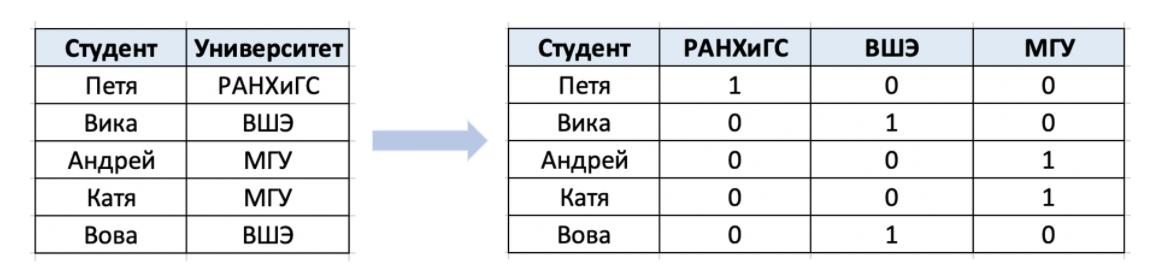 Студент Университет
Петя РАНХиГС
Вика ВШЭ
Андрей МГУ
Катя МГУ
Вова ВШЭ
Студент РАНХиГС ВШЭ МГУ
Петя 1 0 0
Вика 0 1 0
Андрей 0 0 1
Катя 0 0 1
Вова 0 1 0